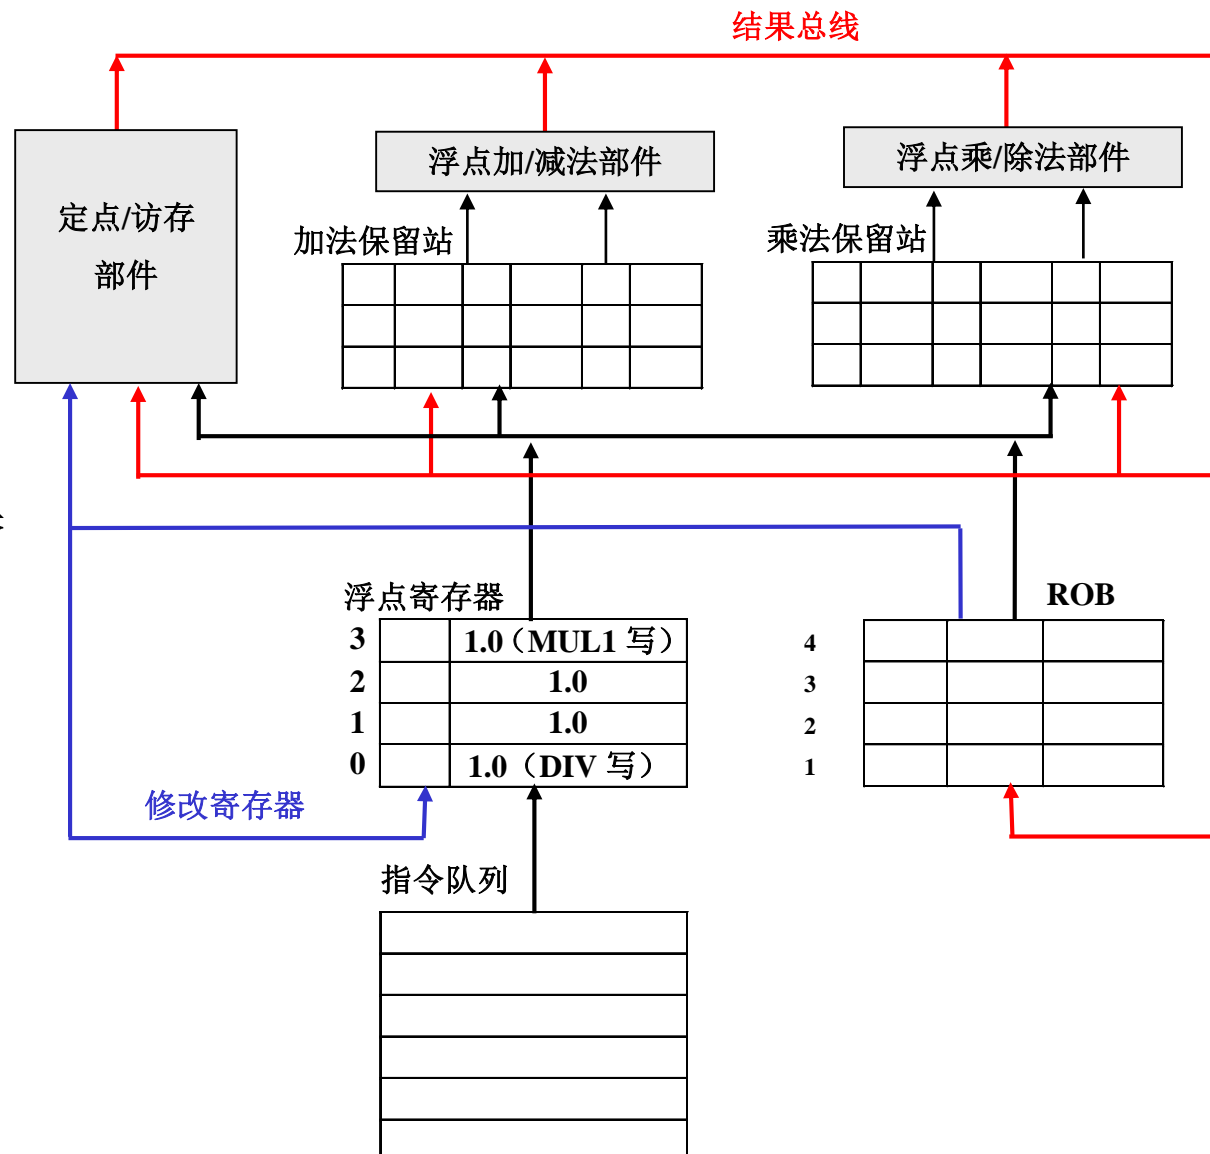 结果总线
浮点加/减法部件
浮点乘/除法部件
定点/访存
部件
加法保留站
乘法保留站
浮点寄存器
ROB
3 1.0（MUL1 写）
2 1.0
1 1.0
0 1.0（DIV 写）
4
3
2
1
修改寄存器
指令队列